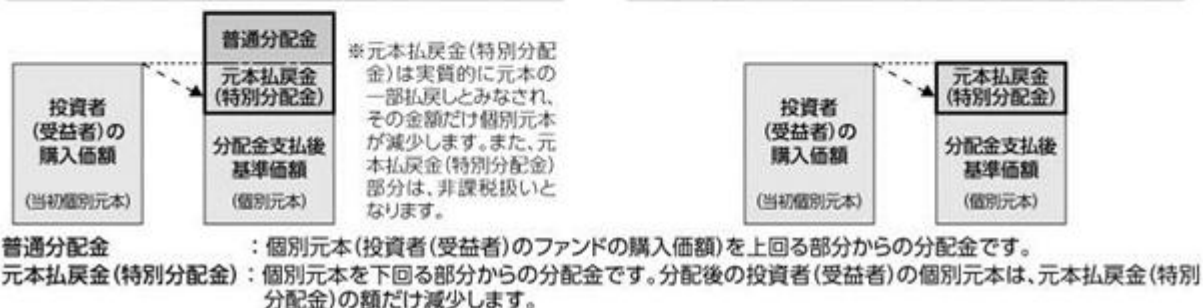 普通分配金
元本払戻金
(特別分配金)
投資者
(受益者)の
購入価額
(当初個別元本)
分配金支払後
基準価額
(個別元本)
※元本払戻金(特別分配
金)は実質的に元本の
一部払戻しとみなされ、
その金額だけ個別元本
が減少します。また、元
本払戻金(特別分配金)
部分は、非課税扱いと
なります。
投資者
(受益者)の
購入価額
(当初個別元本)
元本払戻金
(特別分配金)
分配金支払後
基準価額
(個別元本)
普通分配金 :個別元本(投資者(受益者)のファンドの購入価額)を上回る部分からの分配金です。
元本払戻金(特別分配金):個別元本を下回る部分からの分配金です。分配後の投資者(受益者)の個別元本は、元本払戻金(特別
分配金)の額だけ減少します。